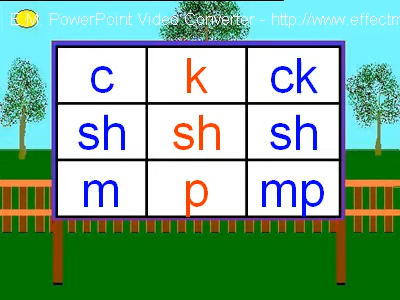 E.M. PowerPoint Video Converter - http://www.effectm
c k ck
sh sh sh
m p mp